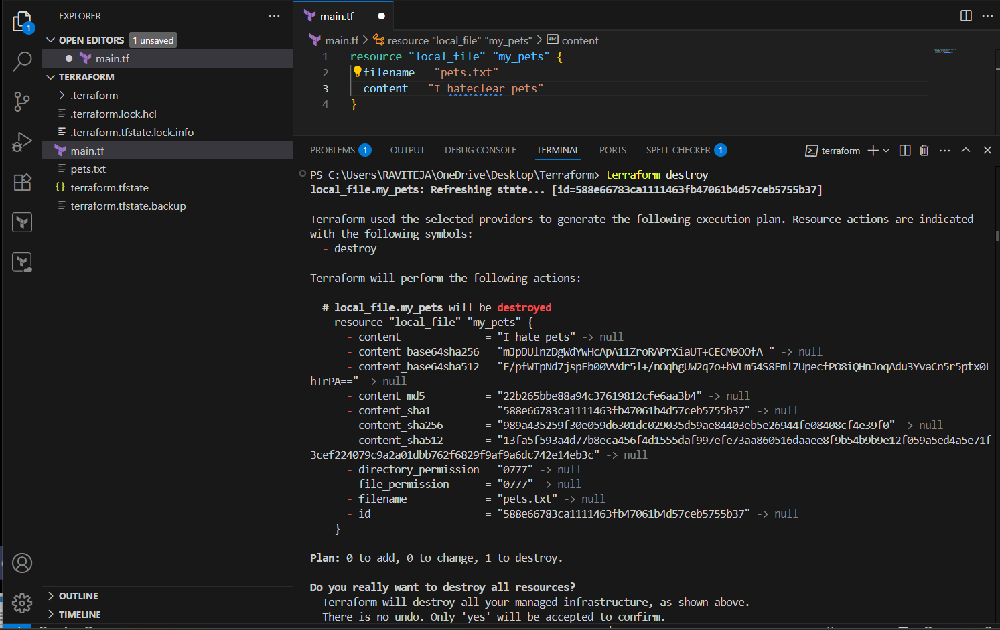 EXPLORER
OPEN EDITORS 1 unsaved
main.tf
TERRAFORM
.terraform
.terraform.lock.hcl
.terraform.tfstate.lock.info
main.tf
pets.txt
terraform.tfstate
terraform.tfstate.backup
OUTLINE
TIMELINE
1
main.tf
main.tf > resource "local_file" "my_pets" > abc content
1 resource "local_file" "my_pets" {
2 filename = "pets.txt"
3 content = "I hateclear pets"
4 }
PROBLEMS 1 OUTPUT DEBUG CONSOLE TERMINAL PORTS SPELL CHECKER 1 terraform
PS C:\Users\RAVITEJA\OneDrive\Desktop\Terraform> terraform destroy
local_file.my_pets: Refreshing state... [id=588e66783ca1111463fb47061b4d57ceb5755b37]
Terraform used the selected providers to generate the following execution plan. Resource actions are indicated
with the following symbols:
- destroy
Terraform will perform the following actions:
# local_file.my_pets will be destroyed
- resource "local_file" "my_pets" {
- content = "I hate pets" -> null
- content_base64sha256 = "mJpDUlnzDgWdYwHcApA11ZroRAPrXiaUT+CECM9OOfA=" -> null
- content_base64sha512 = "E/pfWTpNd7jspFb00VVdr5l+/nOqhgUW2q7o+bVLm54S8Fml7UpecfPO8iQHnJoqAdu3YvaCn5r5ptx0L
hTrPA==" -> null
- content_md5 = "22b265bbe88a94c37619812cfe6aa3b4" -> null
- content_sha1 = "588e66783ca1111463fb47061b4d57ceb5755b37" -> null
- content_sha256 = "989a435259f30e059d6301dc029035d59ae84403eb5e26944fe08408cf4e39f0" -> null
- content_sha512 = "13fa5f593a4d77b8eca456f4d1555daf997efe73aa860516daaee8f9b54b9b9e12f059a5ed4a5e71f
3cef224079c9a2a01dbb762f6829f9af9a6dc742e14eb3c" -> null
- directory_permission = "0777" -> null
- file_permission = "0777" -> null
- filename = "pets.txt" -> null
- id = "588e66783ca1111463fb47061b4d57ceb5755b37" -> null
}
Plan: 0 to add, 0 to change, 1 to destroy.
Do you really want to destroy all resources?
Terraform will destroy all your managed infrastructure, as shown above.
There is no undo. Only 'yes' will be accepted to confirm.